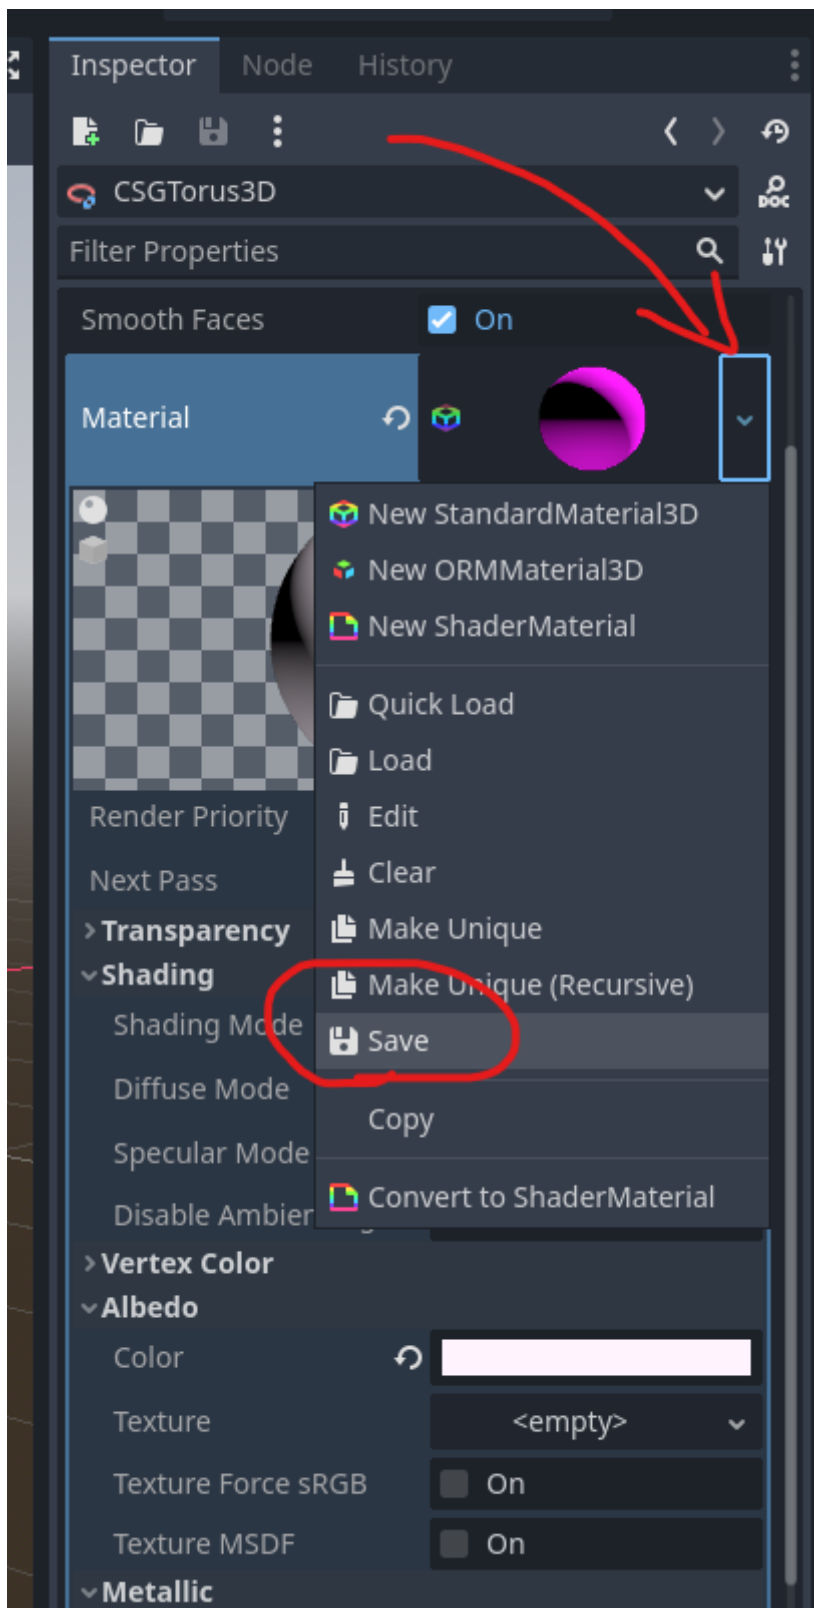 Inspector Node History
CSGTorus3D
DOC
Filter Properties
Smooth Faces On
Material
New StandardMaterial3D
New ORMMaterial3D
New ShaderMaterial
Quick Load
Load
Render Priority
Edit
Clear
Next Pass
Make Unique
Transparency
Shading
Make Unique (Recursive)
Shading Mode
Save
Diffuse Mode
Copy
Specular Mode
Convert to ShaderMaterial
Disable
Vertex Color
Albedo
Color
Texture <empty>
Texture Force sRGB On
Texture MSDF On
Metallic